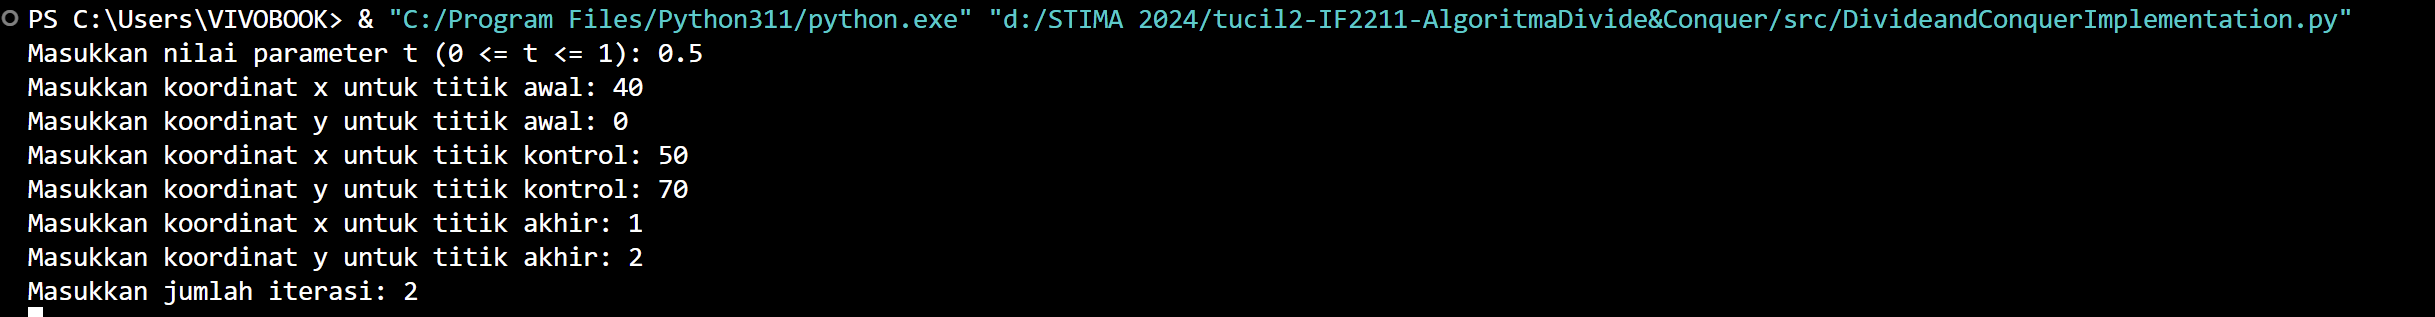 PS C:\Users\VIVOBOOK> & "C:/Program Files/Python311/python.exe" "d:/STIMA 2024/tucil2-IF2211-AlgoritmaDivide&Conquer/src/DivideandConquerImplementation.py"
Masukkan nilai parameter t (0 <= t <= 1): 0.5
Masukkan koordinat x untuk titik awal: 40
Masukkan koordinat y untuk titik awal: 0
Masukkan koordinat x untuk titik kontrol: 50
Masukkan koordinat y untuk titik kontrol: 70
Masukkan koordinat x untuk titik akhir: 1
Masukkan koordinat y untuk titik akhir: 2
Masukkan jumlah iterasi: 2